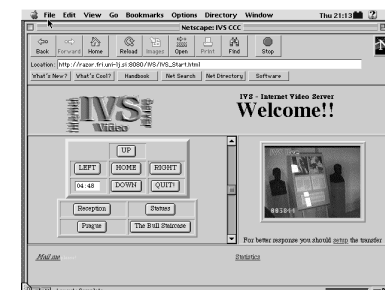 File Edit View Go Bookmarks Options Directory Window Thu 21:13
Netscape: IVS CCC
Back Forward Home Reload Images Open Print Find Stop
Location: http://razor.fri.uni-lj.si:8080/IVS/IVS_Start.html
What's New? What's Cool? Handbook Net Search Net Directory Software
IVS
Video
IVS - Internet Video Server
Welcome!!
UP
LEFT HOME RIGHT
04:48 DOWN QUIT!
Reception Statues
Prague The Bull Staircase
For better response you should setup the transfer
Mail me
Statistics